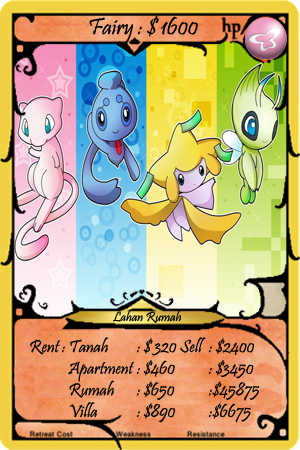 Fairy : $ 1600 hp
Lahan Rumah
Rent : Tanah : $ 320 Sell : $2400
Apartment : $460 : $3450
Rumah : $650 :$45875
Villa : $890 :$6675
Retreat Cost Weakness Resistance